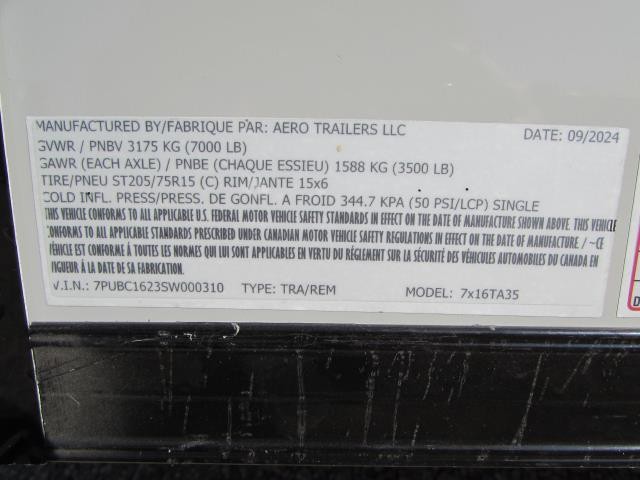 MANUFACTURED BY/FABRIQUE PAR: AERO TRAILERS LLC DATE: 09/2024
GVWR / PNBV 3175 KG (7000 LB)
GAWR (EACH AXLE) / PNBE (CHAQUE ESSIEU) 1588 KG (3500 LB)
TIRE/PNEU ST205/75R15 (C) RIM/JANTE 15x6
COLD INFL. PRESS/PRESS. DE GONFL. A FROID 344.7 KPA (50 PSI/LCP) SINGLE
THIS VEHICLE CONFORMS TO ALL APPLICABLE U.S. FEDERAL MOTOR VEHICLE SAFETY STANDARDS IN EFFECT ON THE DATE OF MANUFACTURE SHOWN ABOVE. THIS VEHICLE
CONFORMS TO ALL APPLICABLE STANDARDS PRESCRIBED UNDER CANADIAN MOTOR VEHICLE SAFETY REGULATIONS IN EFFECT ON THE DATE OF MANUFACTURE / ~CE
VÉHICULE EST CONFORME À TOUTES LES NORMES QUI LUI SONT APPLICABLES EN VERTU DU RÉGLEMENT SUR LA SÉCURITÉ DES VÉHICULES AUTOMOBILES DU CANADA EN
VIGUEUR À LA DATE DE SA FABRICATION
V.I.N.: 7PUBC1623SW000310 TYPE: TRA/REM MODEL: 7x16TA35